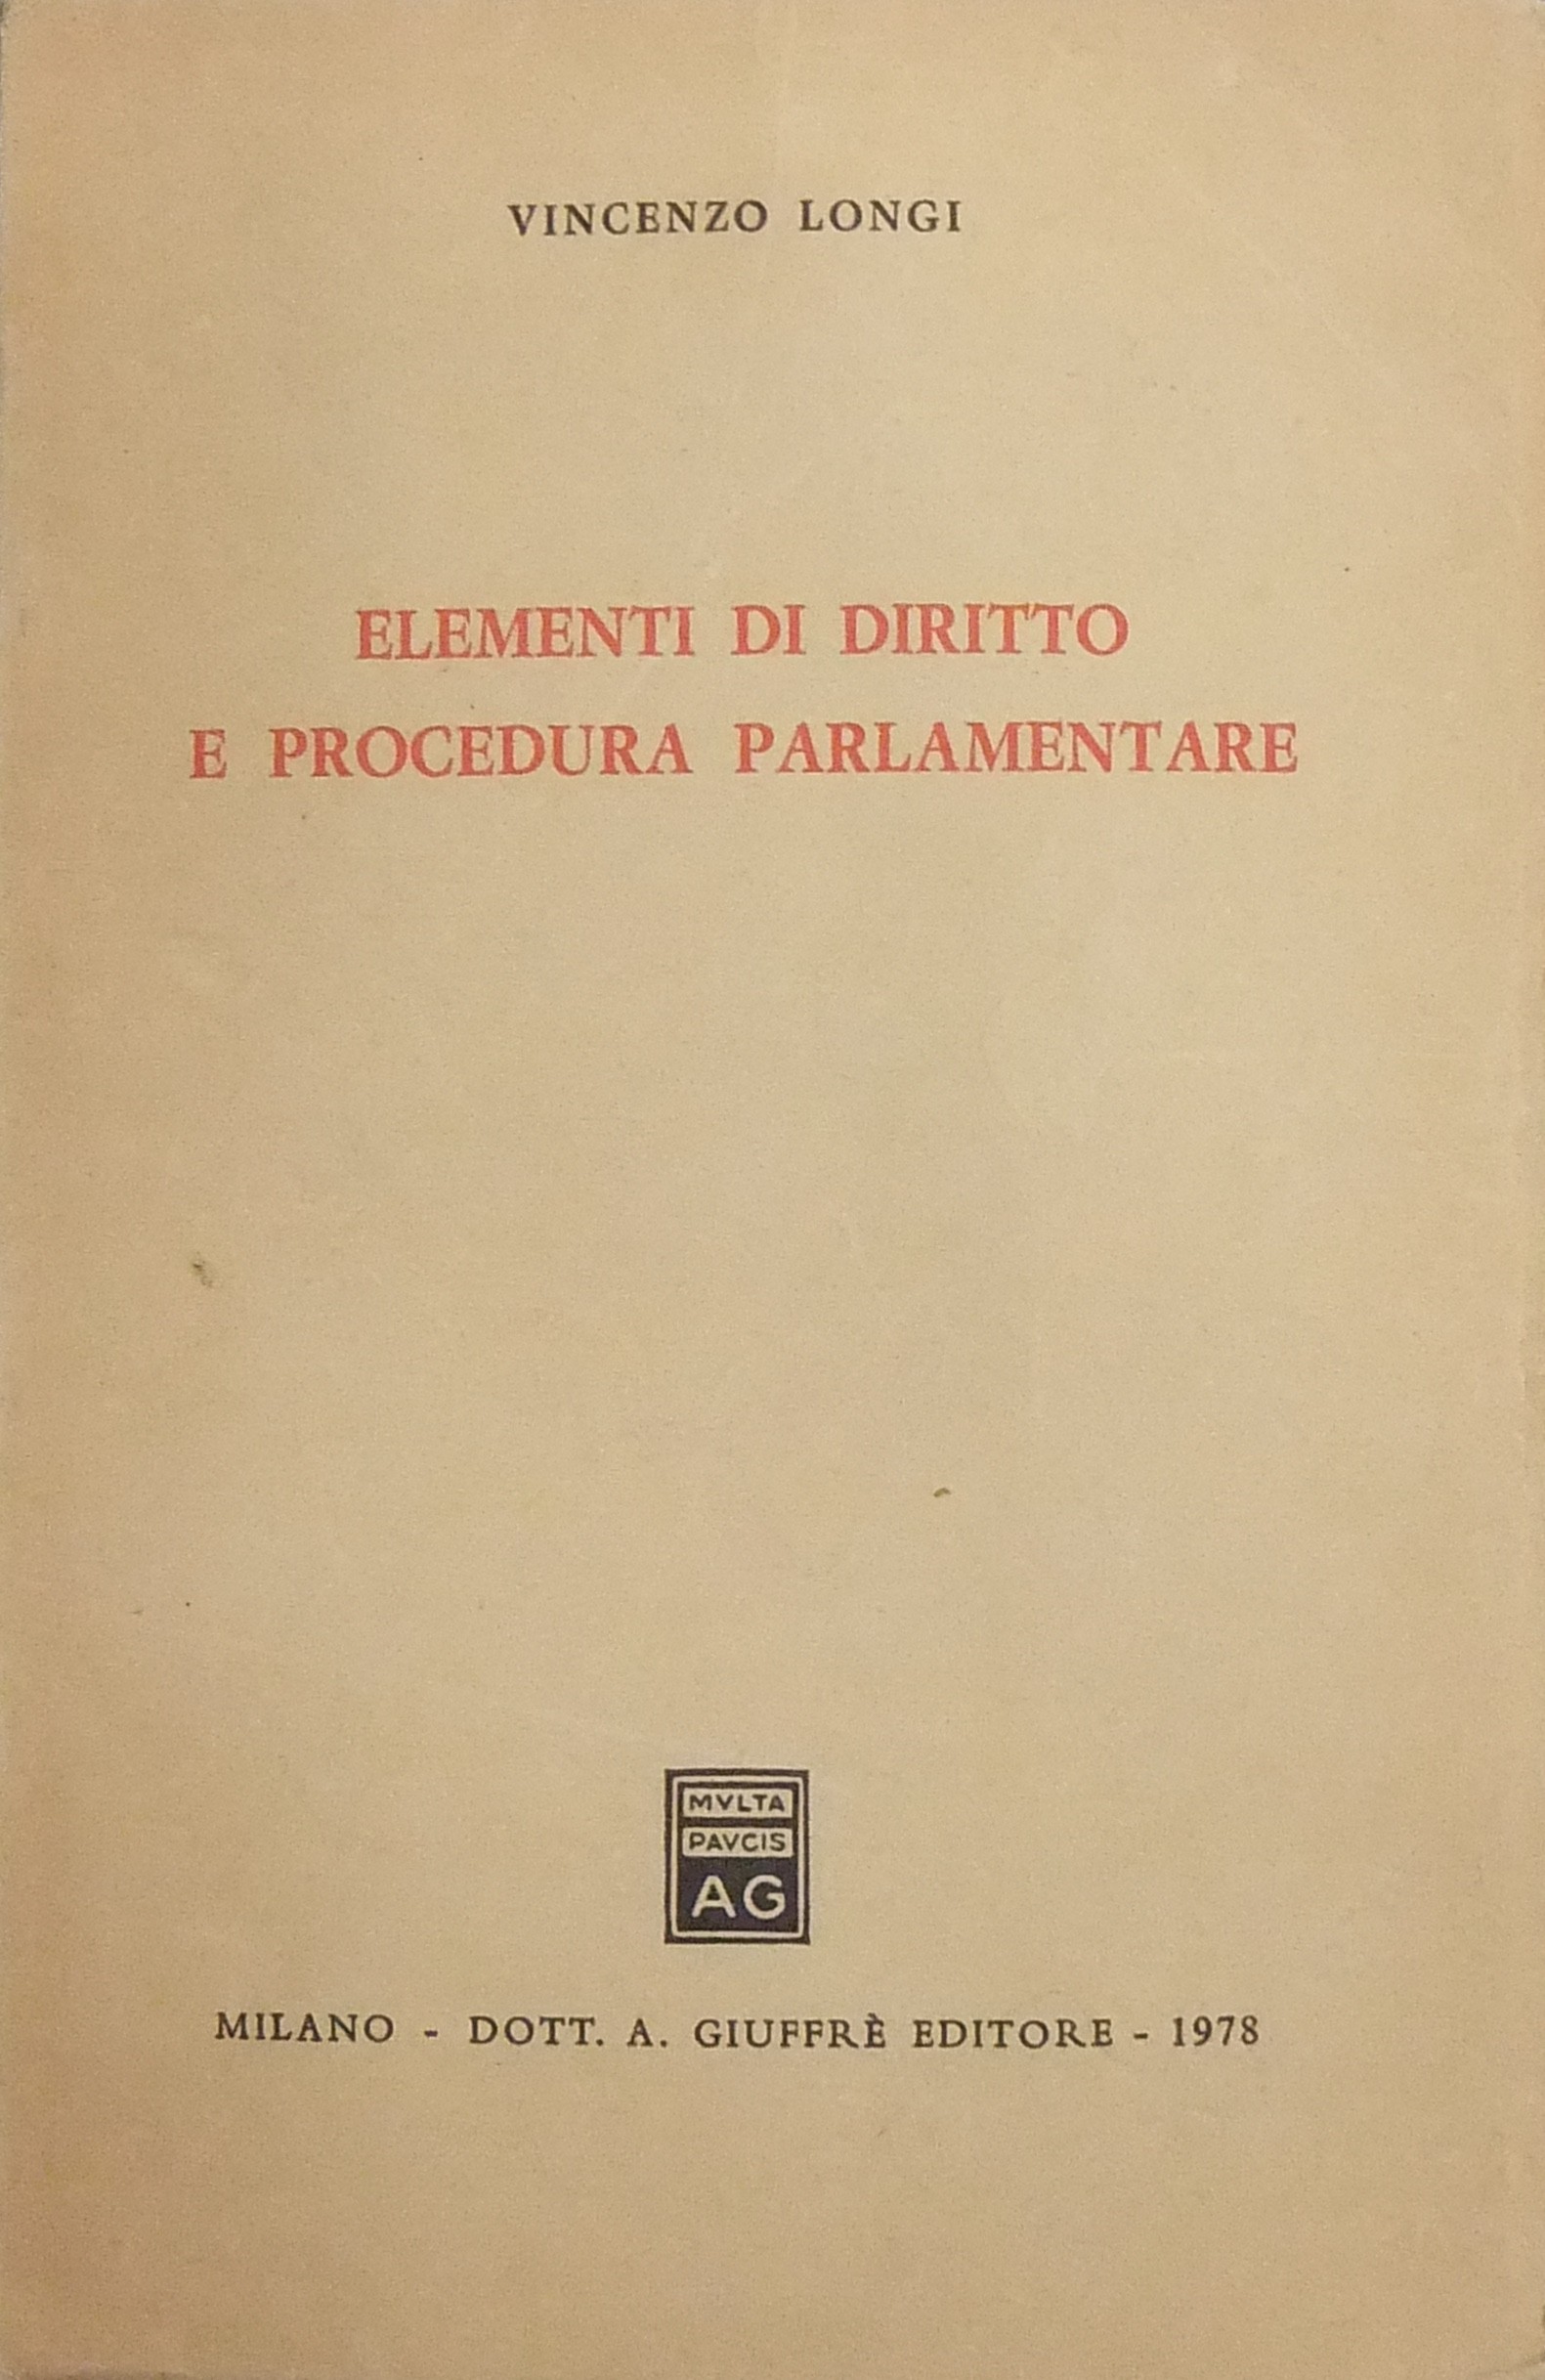 VINCENZO LONGI
ELEMENTI DI DIRITTO
E PROCEDURA PARLAMENTARE
MVLTA
PAVCIS
AG
MILANO - DOTT. A. GIUFFRÈ EDITORE - 1978